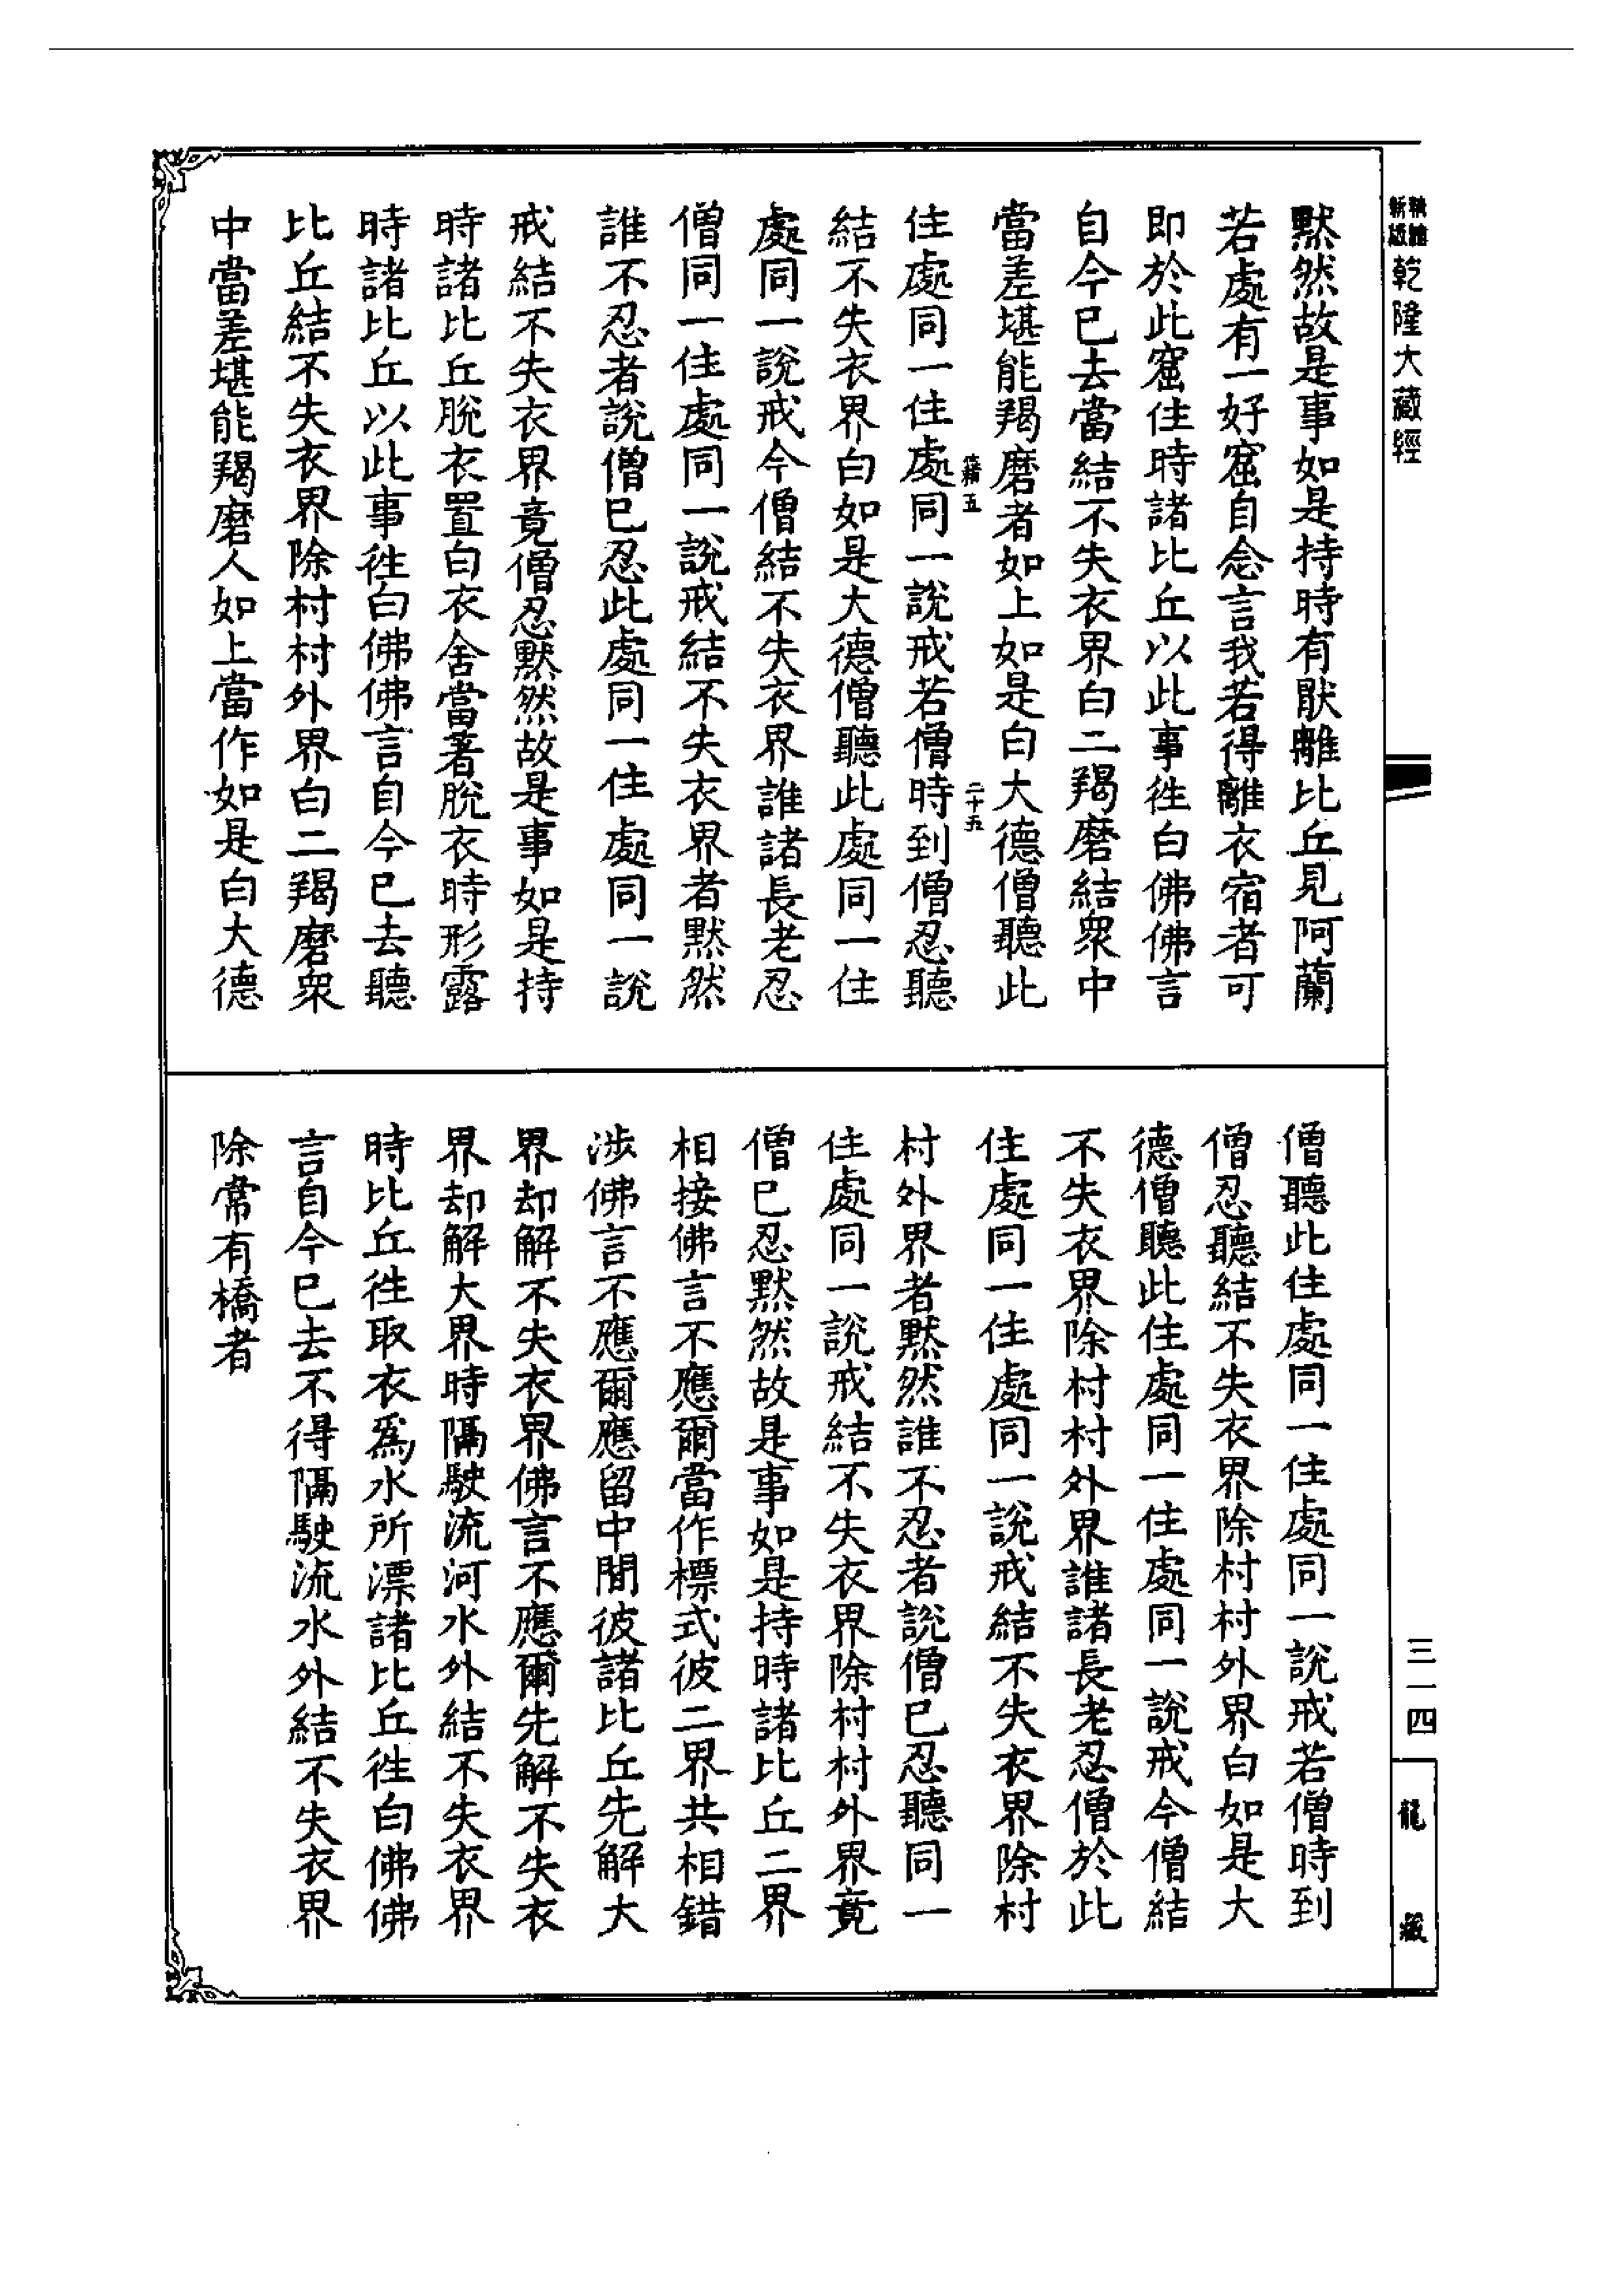 乾隆大藏經
默然故是事如是持時有猒離比丘見阿蘭
若處有一好窟自念言我若得離衣宿者可
即於此窟住時諸比丘以此事徃白佛佛言
自今已去當結不失衣界白二羯磨結衆中
當差堪能羯磨者如上如是白大德僧聽此
二十五
住處同一住處同一說戒若僧時到僧忍聽
結不失衣界白如是大德僧聽此處同一住
處同一說戒今僧結不失衣界誰諸長老忍
僧同一住處同一說戒結不失衣界者默然
誰不忍者說僧已忍此處同一住處同一說
戒結不失衣界竟僧忍默然故是事如是持
時諸比丘脫衣置白衣舍當著脫衣時形露
時諸比丘以此事徃白佛佛言自今已去聽
比丘結不失衣界除村村外界白二羯磨衆
中當差堪能羯磨人如上當作如是白大德
僧聽此住處同一住處同一說戒若僧時到
僧忍聽結不失衣界除村村外界白如是大
德僧聽此住處同一住處同一說戒今僧結
不失衣界除村村外界誰諸長老忍僧於此
住處同一住處同一說戒結不失衣界除村
村外界者默然誰不忍者說僧已忍聽同一
住處同一說戒結不失衣界除村村外界竟
僧已忍默然故是事如是持時諸比丘二界
相接佛言不應爾當作標式彼二界共相錯
涉佛言不應爾應留中間彼諸比丘先解大
界却解不失衣界佛言不應爾先解不失衣
界却解大界時隔駛流河水外結不失衣界
時比丘徃取衣爲水所漂諸比丘徃白佛佛
言自今已去不得隔駛流水外結不失衣界
除常有橋者
三一四
龍藏